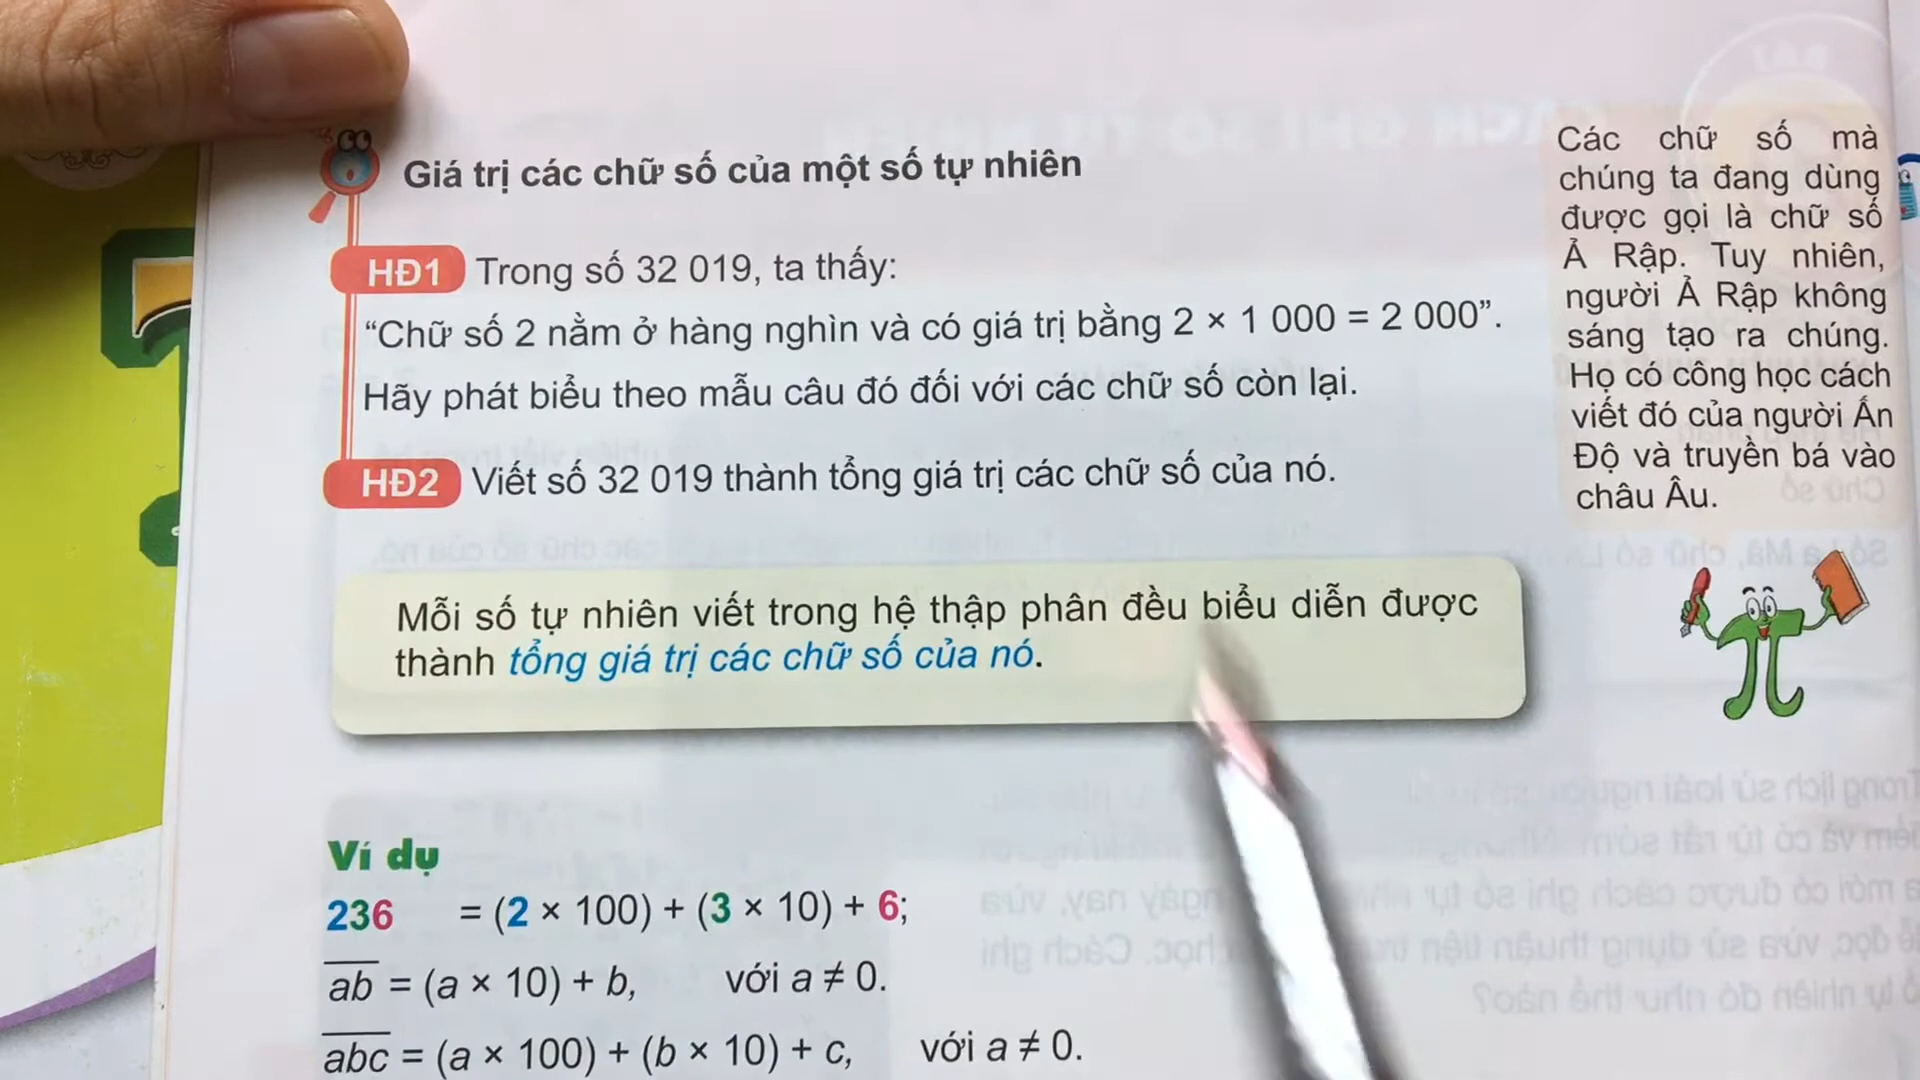 Giá trị các chữ số của một số tự nhiên
HĐ1 Trong số 32 019, ta thấy:
“Chữ số 2 nằm ở hàng nghìn và có giá trị bằng 2 × 1 000 = 2 000”.
Hãy phát biểu theo mẫu câu đó đối với các chữ số còn lại.
HĐ2 Viết số 32 019 thành tổng giá trị các chữ số của nó.
Mỗi số tự nhiên viết trong hệ thập phân đều biểu diễn được
thành tổng giá trị các chữ số của nó.
Ví dụ
236 = (2 × 100) + (3 × 10) + 6;
a̅b̅ = (a × 10) + b, với a ≠ 0.
a̅b̅c̅ = (a × 100) + (b × 10) + c, với a ≠ 0.
Các chữ số mà
chúng ta đang dùng
được gọi là chữ số
Ả Rập. Tuy nhiên,
người Ả Rập không
sáng tạo ra chúng.
Họ có công học cách
viết đó của người Ấn
Độ và truyền bá vào
châu Âu.